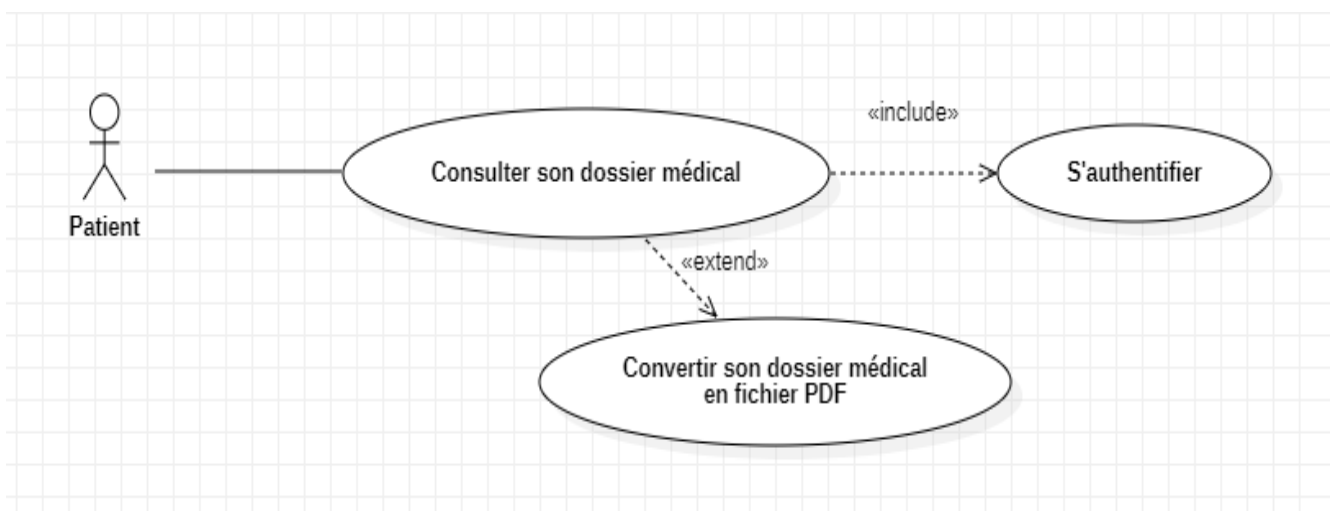 «include»
Consulter son dossier médical
S'authentifier
Patient
«extend»
Convertir son dossier médical
en fichier PDF